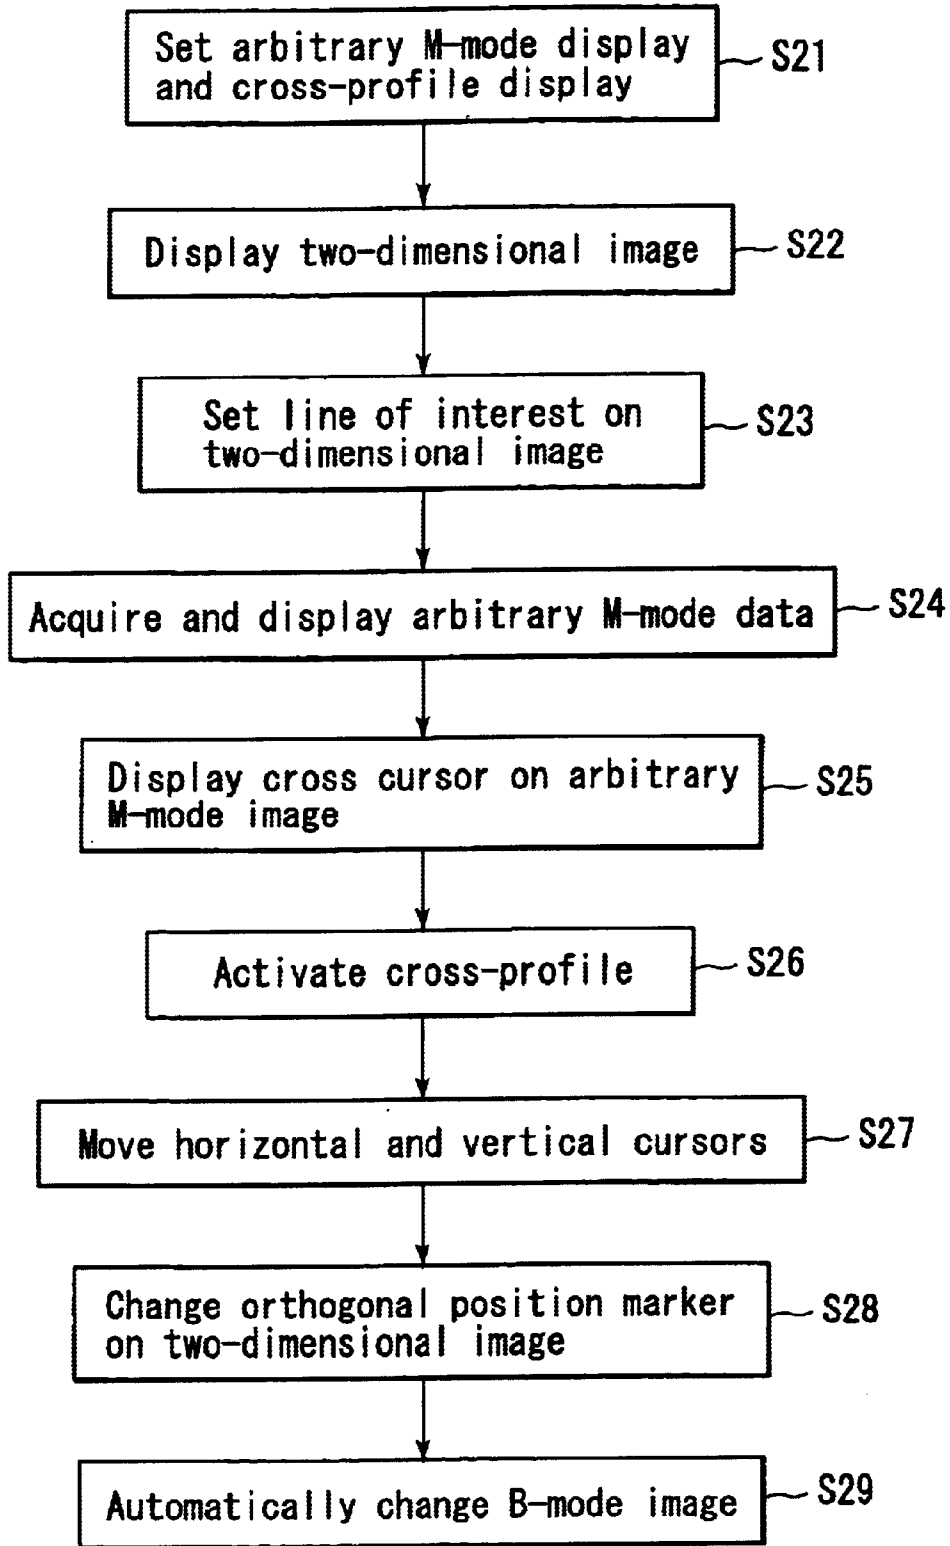 Set arbitrary M-mode display
and cross-profile display
S21
Display two-dimensional image
S22
Set line of interest on
two-dimensional image
S23
Acquire and display arbitrary M-mode data
S24
Display cross cursor on arbitrary
M-mode image
S25
Activate cross-profile
S26
Move horizontal and vertical cursors
S27
Change orthogonal position marker
on two-dimensional image
S28
Automatically change B-mode image
S29